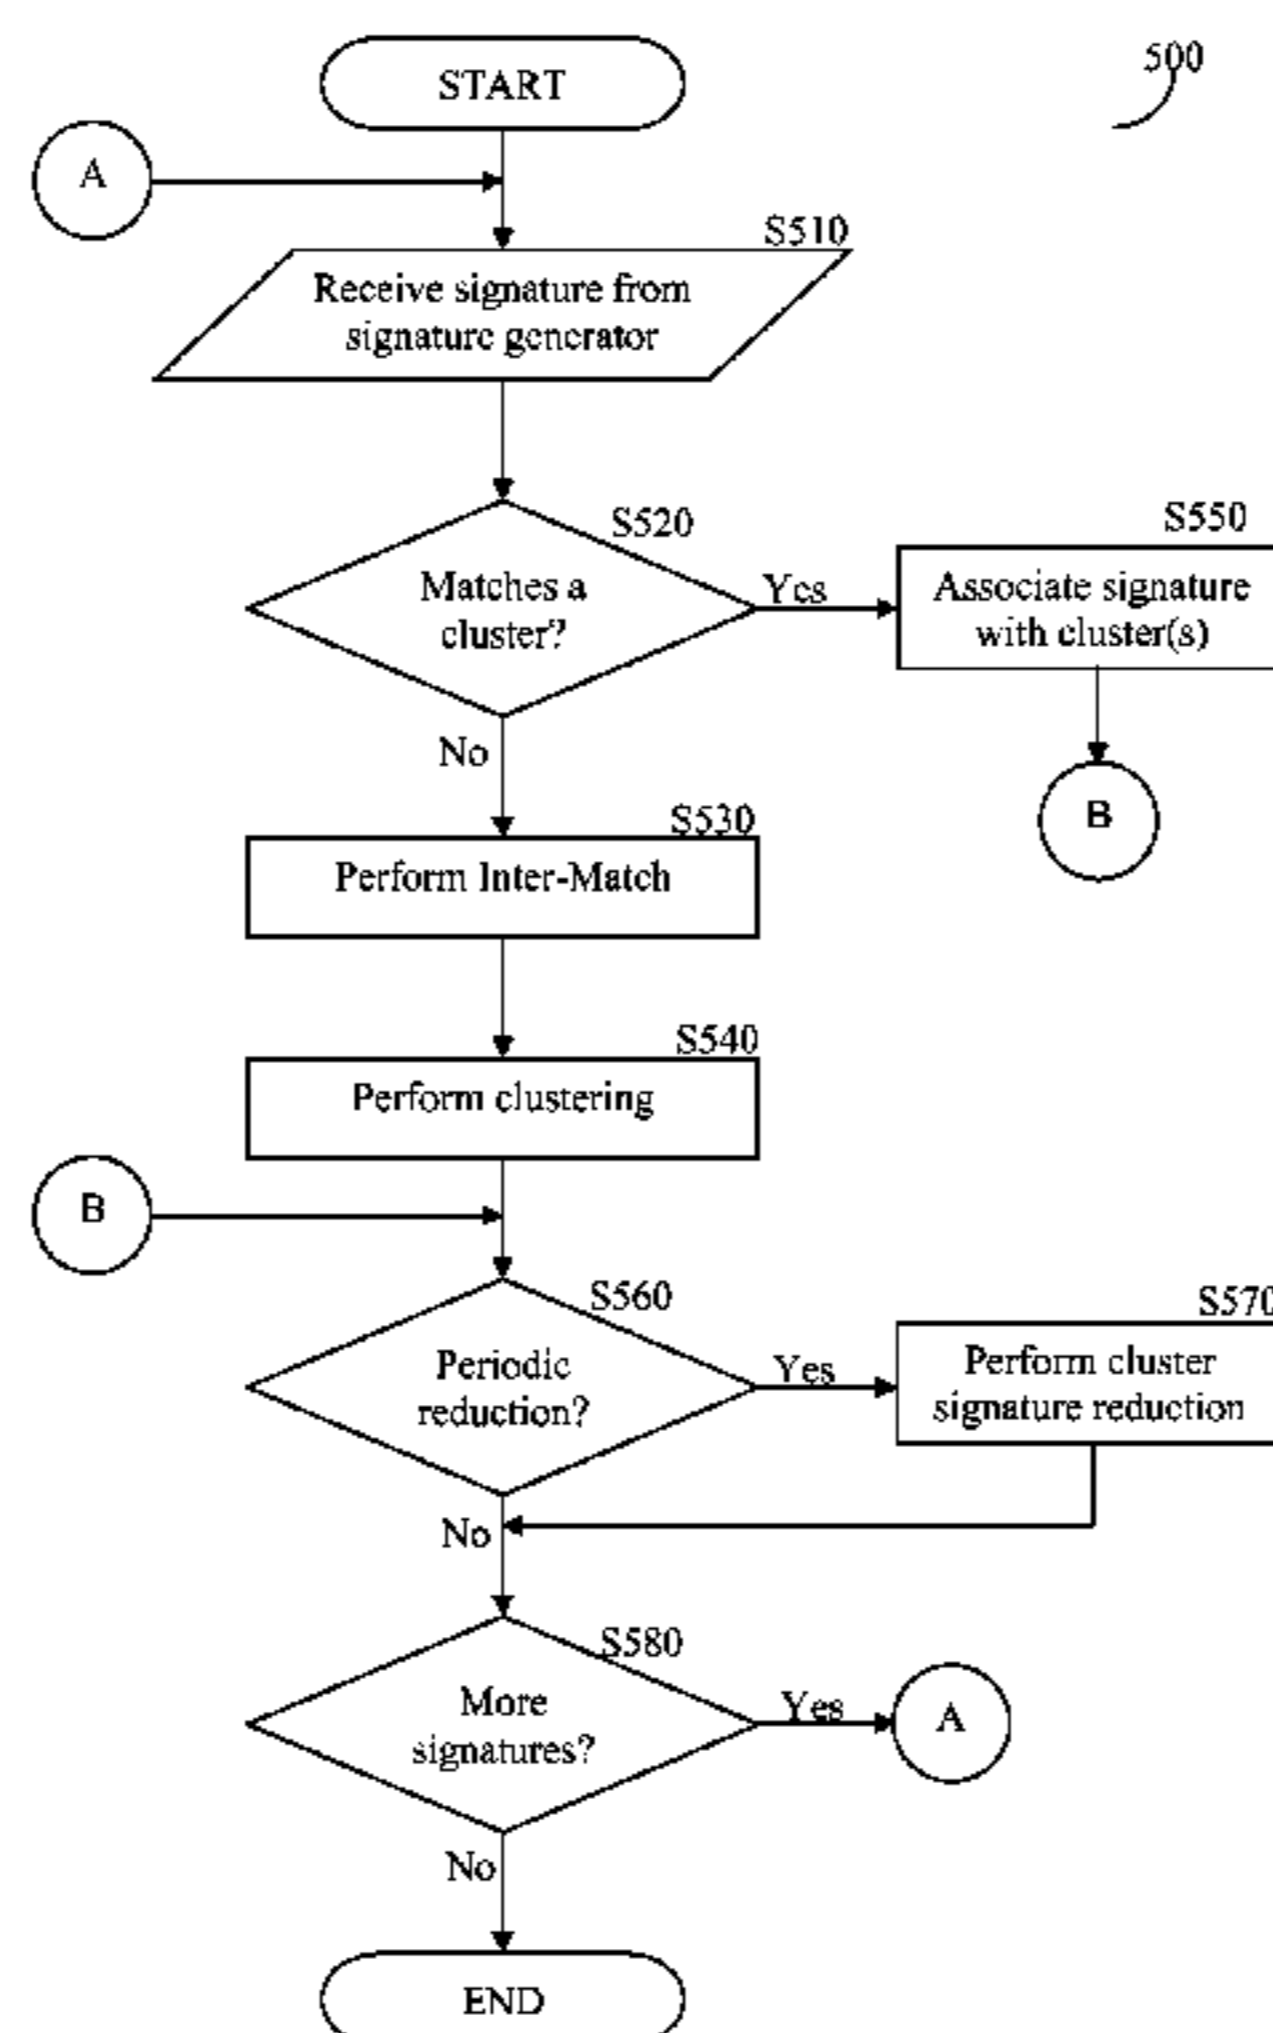 START
500
A
S510
Receive signature from
signature generator
S520
Matches a
cluster?
Yes
S550
Associate signature
with cluster(s)
No
B
S530
Perform Inter-Match
S540
Perform clustering
B
S560
Periodic
reduction?
Yes
S570
Perform cluster
signature reduction
No
S580
More
signatures?
Yes
A
No
END